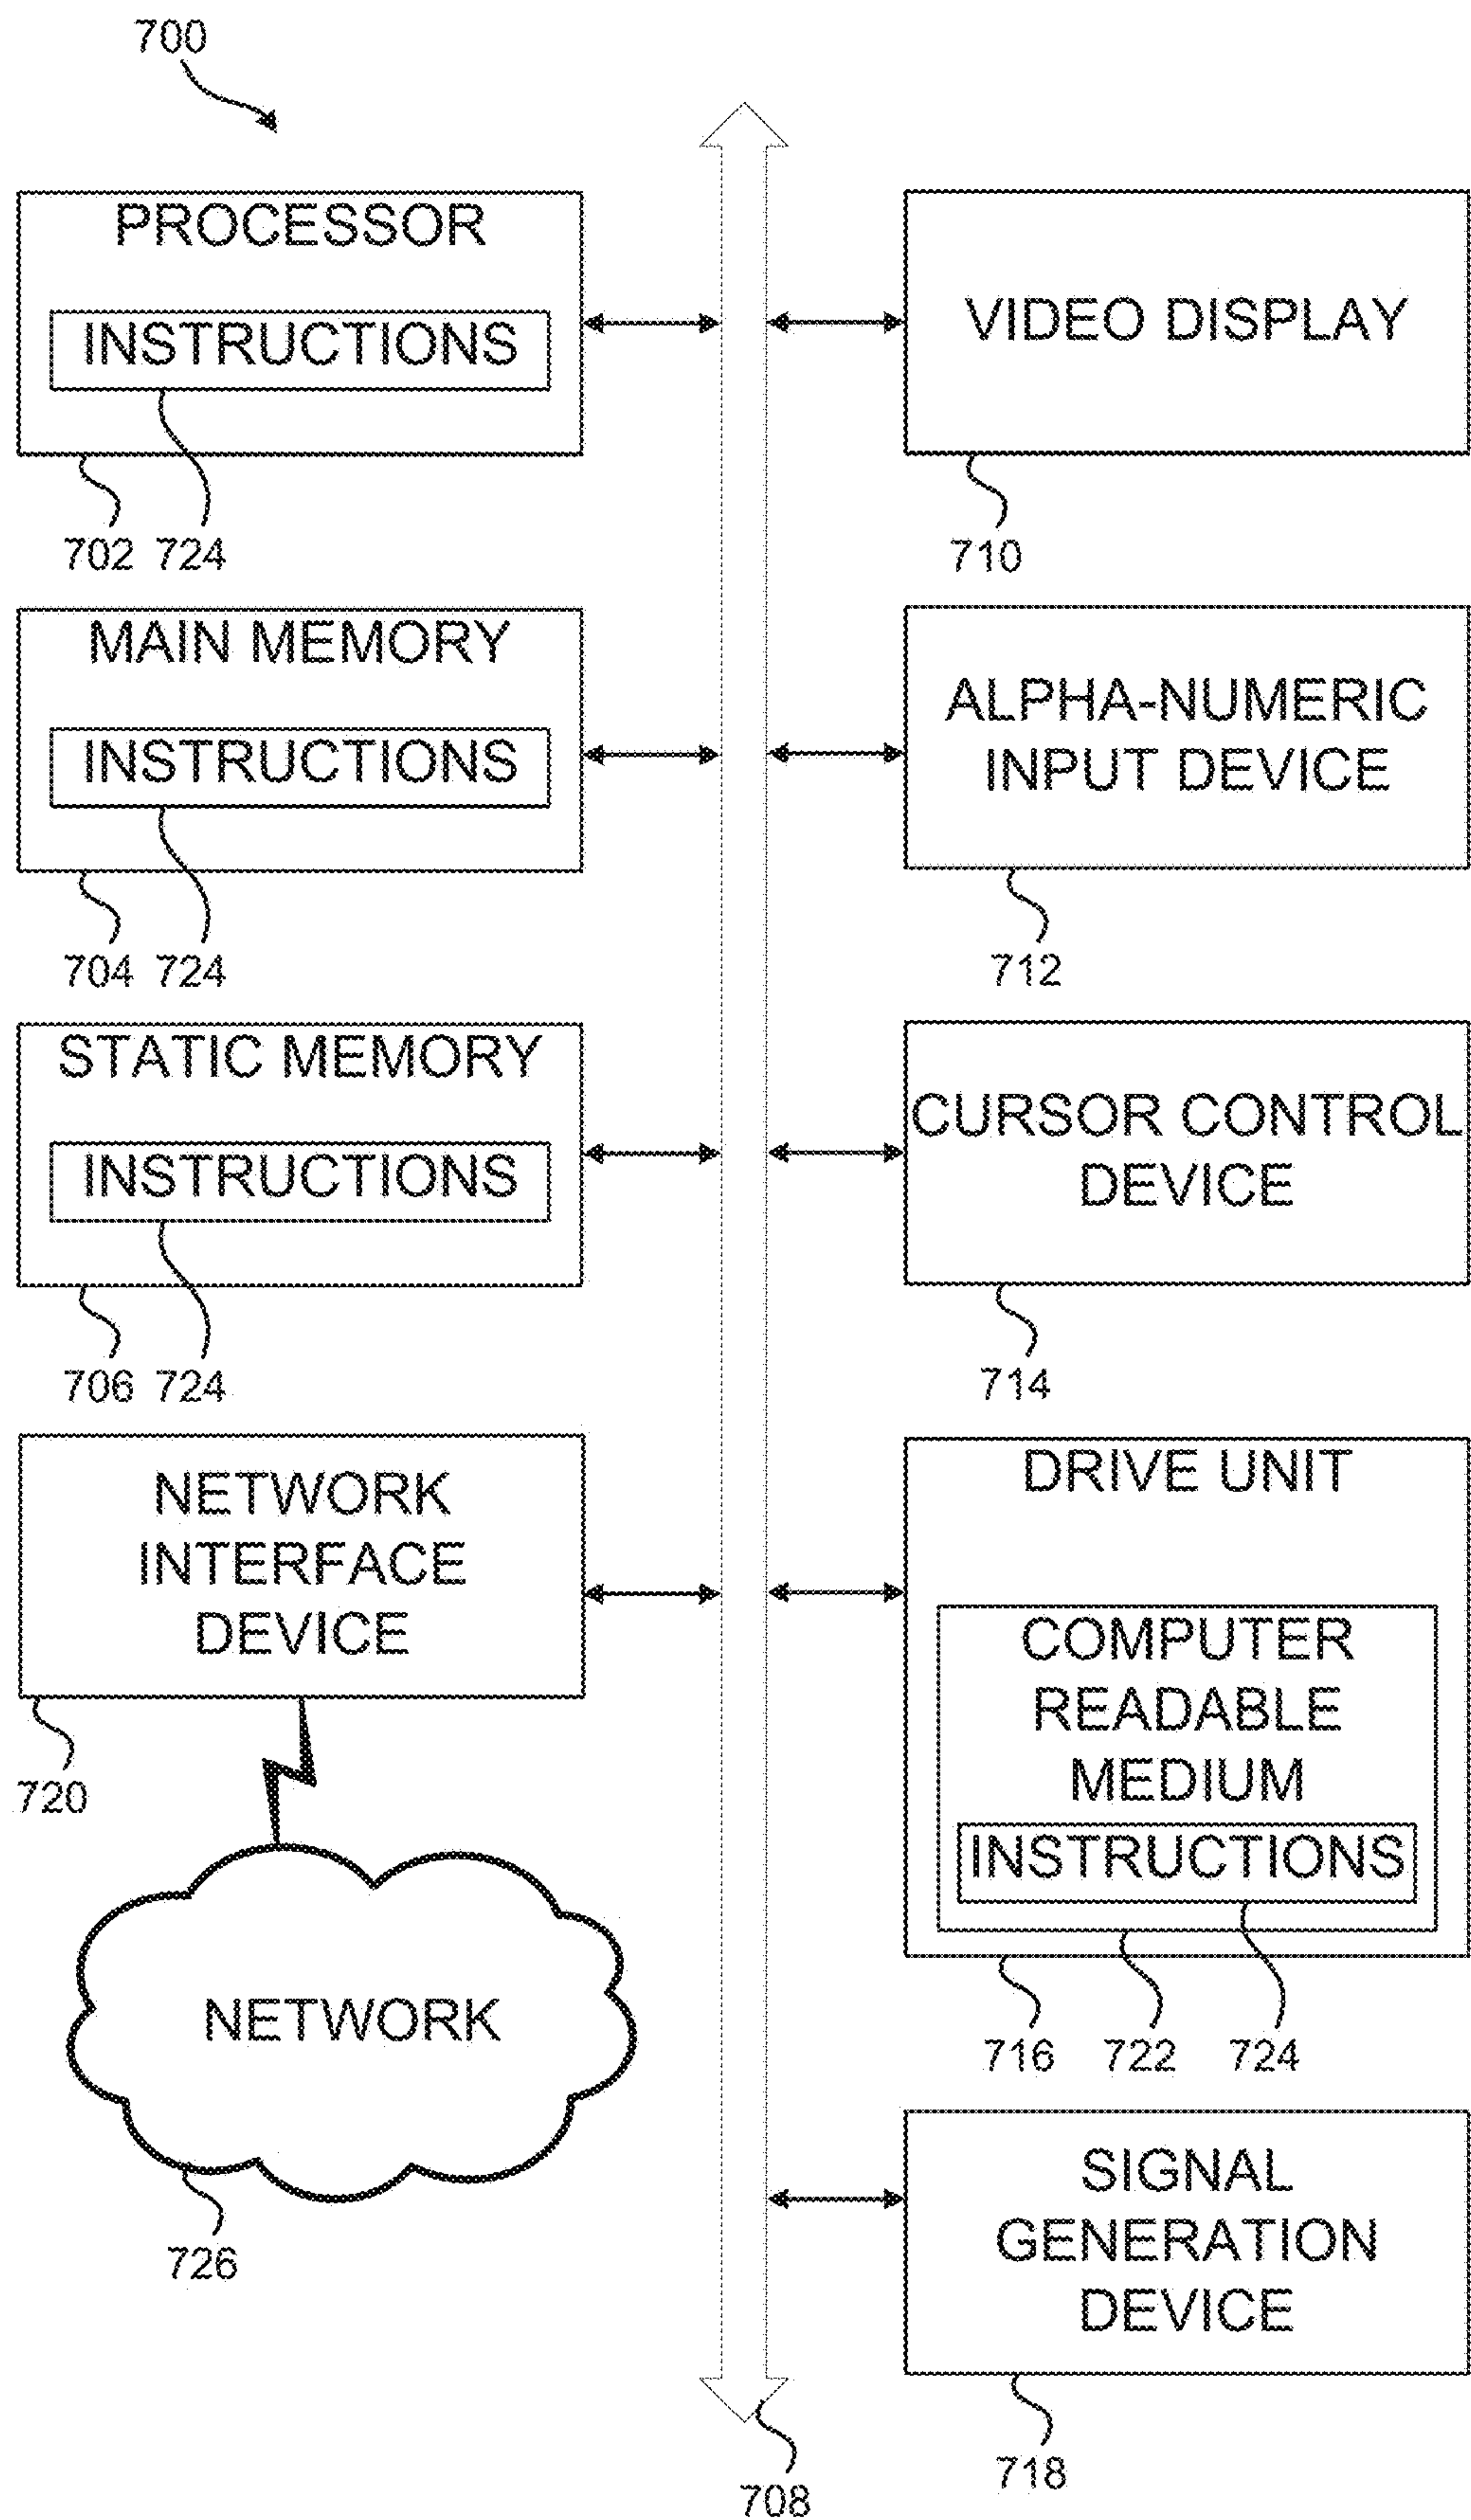 700
PROCESSOR
INSTRUCTIONS
702 724
MAIN MEMORY
INSTRUCTIONS
704 724
STATIC MEMORY
INSTRUCTIONS
706 724
NETWORK
INTERFACE
DEVICE
720
NETWORK
726
708
VIDEO DISPLAY
710
ALPHA-NUMERIC
INPUT DEVICE
712
CURSOR CONTROL
DEVICE
714
DRIVE UNIT
COMPUTER
READABLE
MEDIUM
INSTRUCTIONS
716 722 724
SIGNAL
GENERATION
DEVICE
718